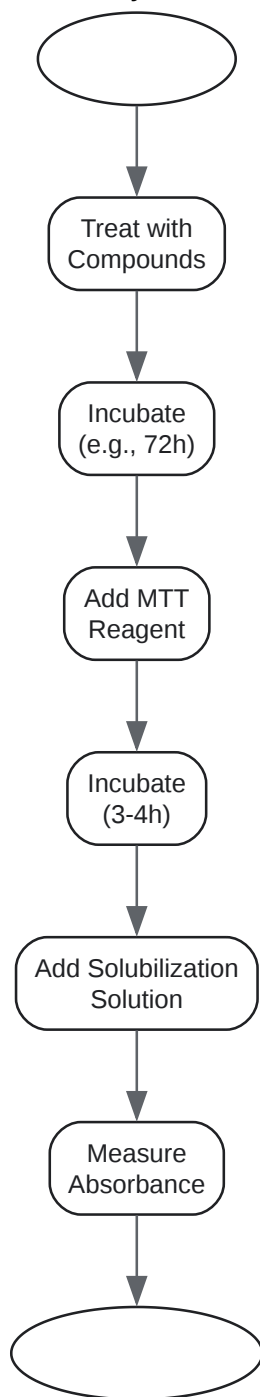 Treat with
Compounds
Incubate
(e.g., 72h)
Add MTT
Reagent
Incubate
(3-4h)
Add Solubilization
Solution
Measure
Absorbance